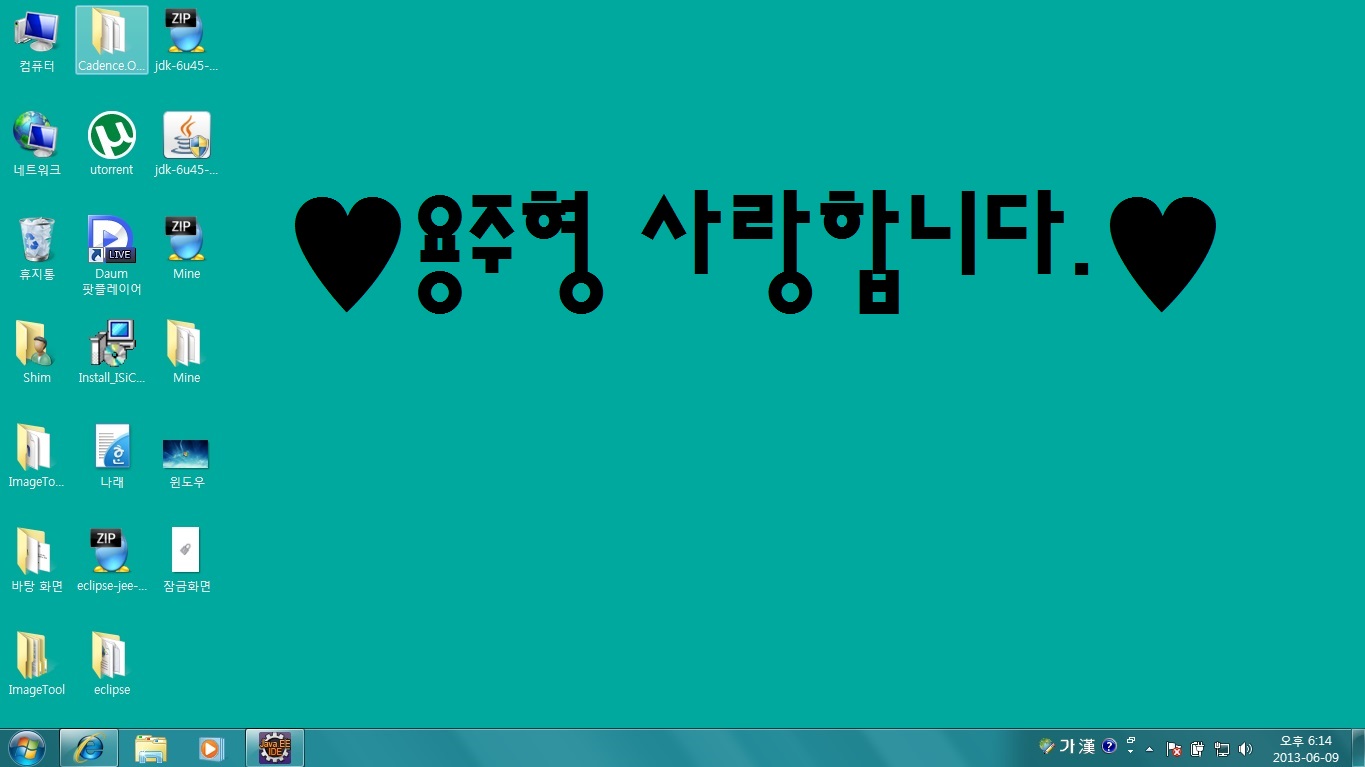 컴퓨터
Cadence.O...
ZIP
jdk-6u45-...
네트워크
utorrent
jdk-6u45-...
♥용주형 사랑합니다.♥
휴지통
LIVE
Daum
팟플레이어
ZIP
Mine
Shim
Install_ISiC...
Mine
ImageTo...
한
나래
윈도우
바탕 화면
ZIP
eclipse-jee-...
잠금화면
ImageTool
eclipse
Java EE
IDE
가 漢
오후 6:14
2013-06-09